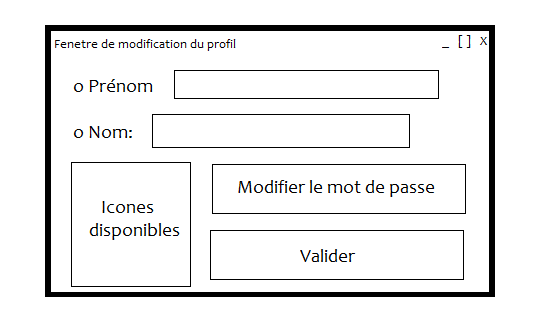 Fenetre de modification du profil
_ [ ] X
o Prénom
o Nom:
Icones
disponibles
Modifier le mot de passe
Valider